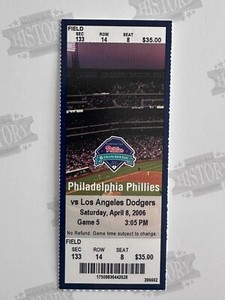 FIELD
SEC ROW SEAT
133 14 8 $35.00
Phillies
Philadelphia Phillies
vs Los Angeles Dodgers
Saturday, April 8, 2006
Game 5 3:05 PM
No Refund. Game time subject to change.
FIELD
SEC ROW SEAT
133 14 8 $35.00
HISTORY